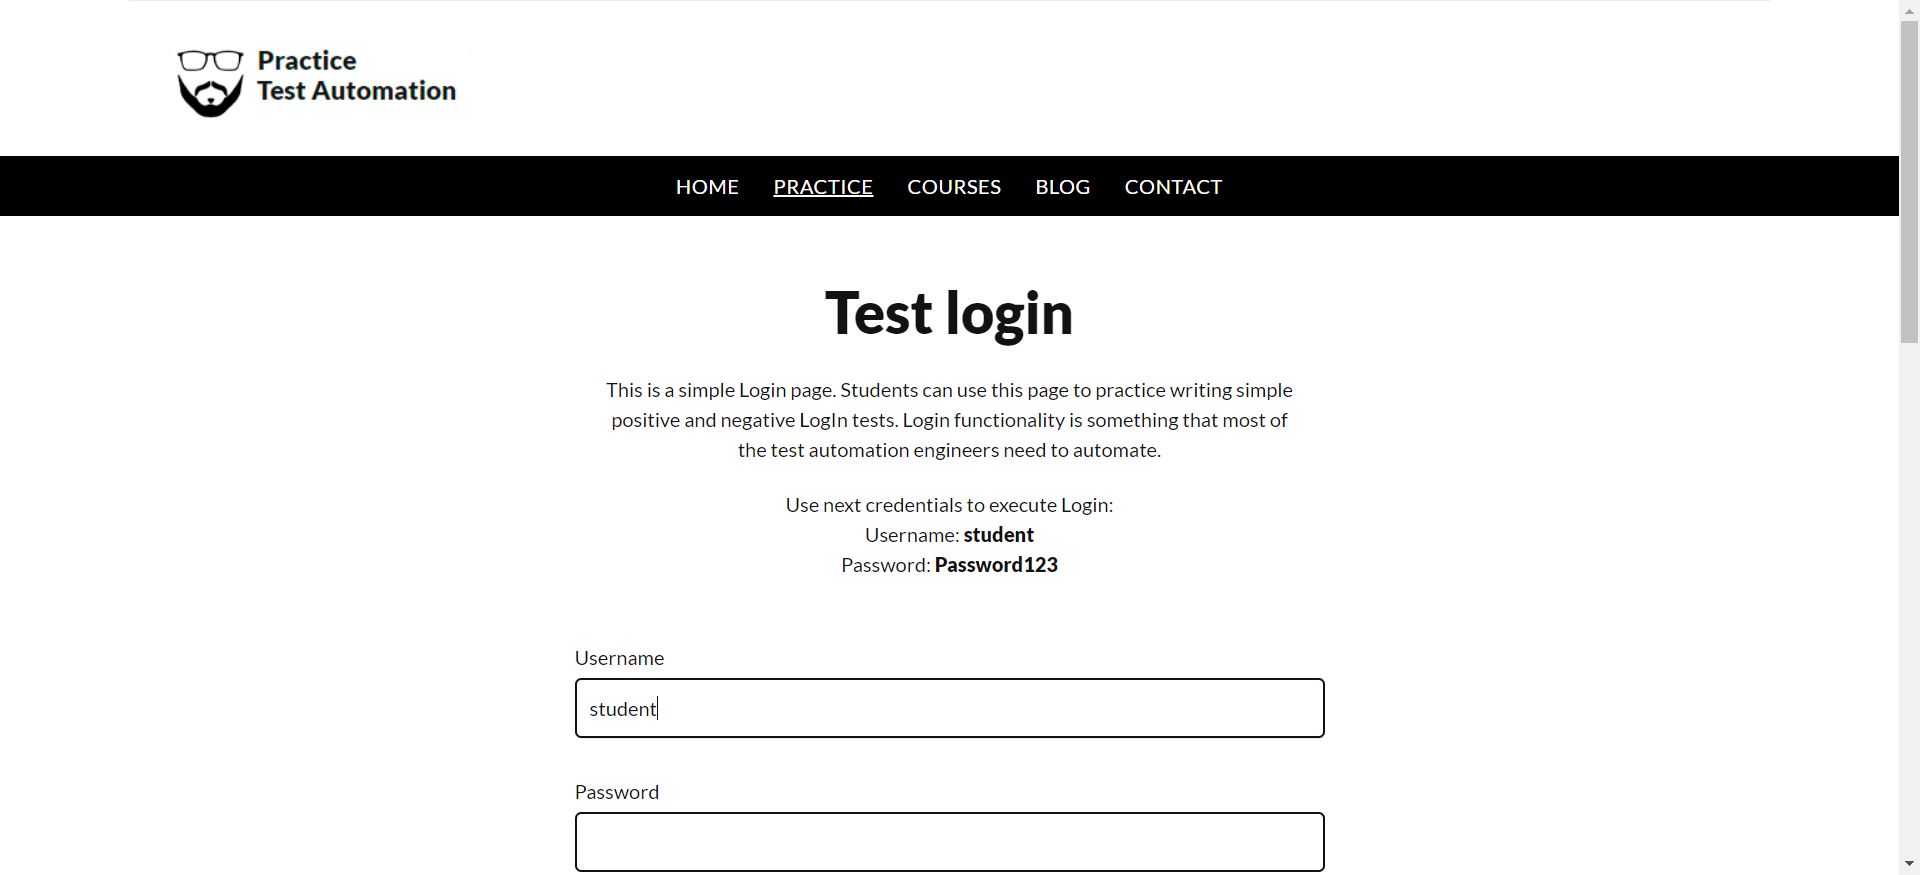 Practice
Test Automation
HOME PRACTICE COURSES BLOG CONTACT
Test login
This is a simple Login page. Students can use this page to practice writing simple
positive and negative LogIn tests. Login functionality is something that most of
the test automation engineers need to automate.
Use next credentials to execute Login:
Username: student
Password: Password123
Username
student
Password